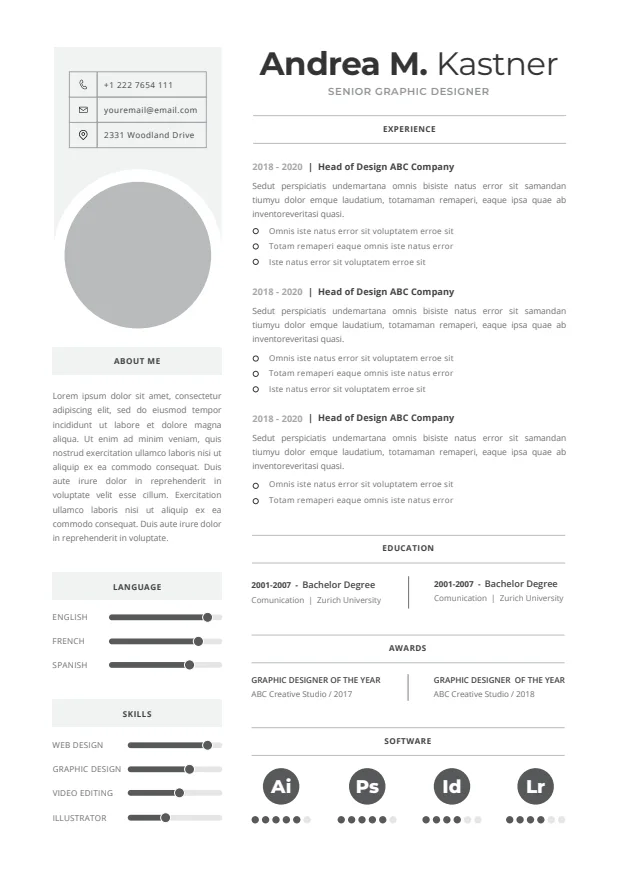 +1 222 7654 111
youremail@email.com
2331 Woodland Drive
ABOUT ME
Lorem ipsum dolor sit amet, consectetur
adipiscing elit, sed do eiusmod tempor
incididunt ut labore et dolore magna
aliqua. Ut enim ad minim veniam, quis
nostrud exercitation ullamco laboris nisi ut
aliquip ex ea commodo consequat. Duis
aute irure dolor in reprehenderit in
voluptate velit esse cillum. Exercitation
ullamco laboris nisi ut aliquip ex ea
commodo consequat. Duis aute irure dolor
in reprehenderit in voluptate.
LANGUAGE
ENGLISH
FRENCH
SPANISH
SKILLS
WEB DESIGN
GRAPHIC DESIGN
VIDEO EDITING
ILLUSTRATOR
Andrea M. Kastner
SENIOR GRAPHIC DESIGNER
EXPERIENCE
2018 - 2020 | Head of Design ABC Company
Sedut perspiciatis undemartana omnis bisiste natus error sit samandan
tiumyu dolor emque laudatium, totamaman remaperi, eaque ipsa quae ab
inventoreveritasi quasi.
Omnis iste natus error sit voluptatem erroe sit
Totam remaperi eaque omnis iste natus error
Iste natus error sit voluptatem erroe sit
2018 - 2020 | Head of Design ABC Company
Sedut perspiciatis undemartana omnis bisiste natus error sit samandan
tiumyu dolor emque laudatium, totamaman remaperi, eaque ipsa quae ab
inventoreveritasi quasi.
Omnis iste natus error sit voluptatem erroe sit
Totam remaperi eaque omnis iste natus error
Iste natus error sit voluptatem erroe sit
2018 - 2020 | Head of Design ABC Company
Sedut perspiciatis undemartana omnis bisiste natus error sit samandan
tiumyu dolor emque laudatium, totamaman remaperi, eaque ipsa quae ab
inventoreveritasi quasi.
Omnis iste natus error sit voluptatem erroe sit
Totam remaperi eaque omnis iste natus error
EDUCATION
2001-2007 - Bachelor Degree
Comunication | Zurich University
2001-2007 - Bachelor Degree
Comunication | Zurich University
AWARDS
GRAPHIC DESIGNER OF THE YEAR
ABC Creative Studio / 2017
GRAPHIC DESIGNER OF THE YEAR
ABC Creative Studio / 2018
SOFTWARE
Ai Ps Id Lr